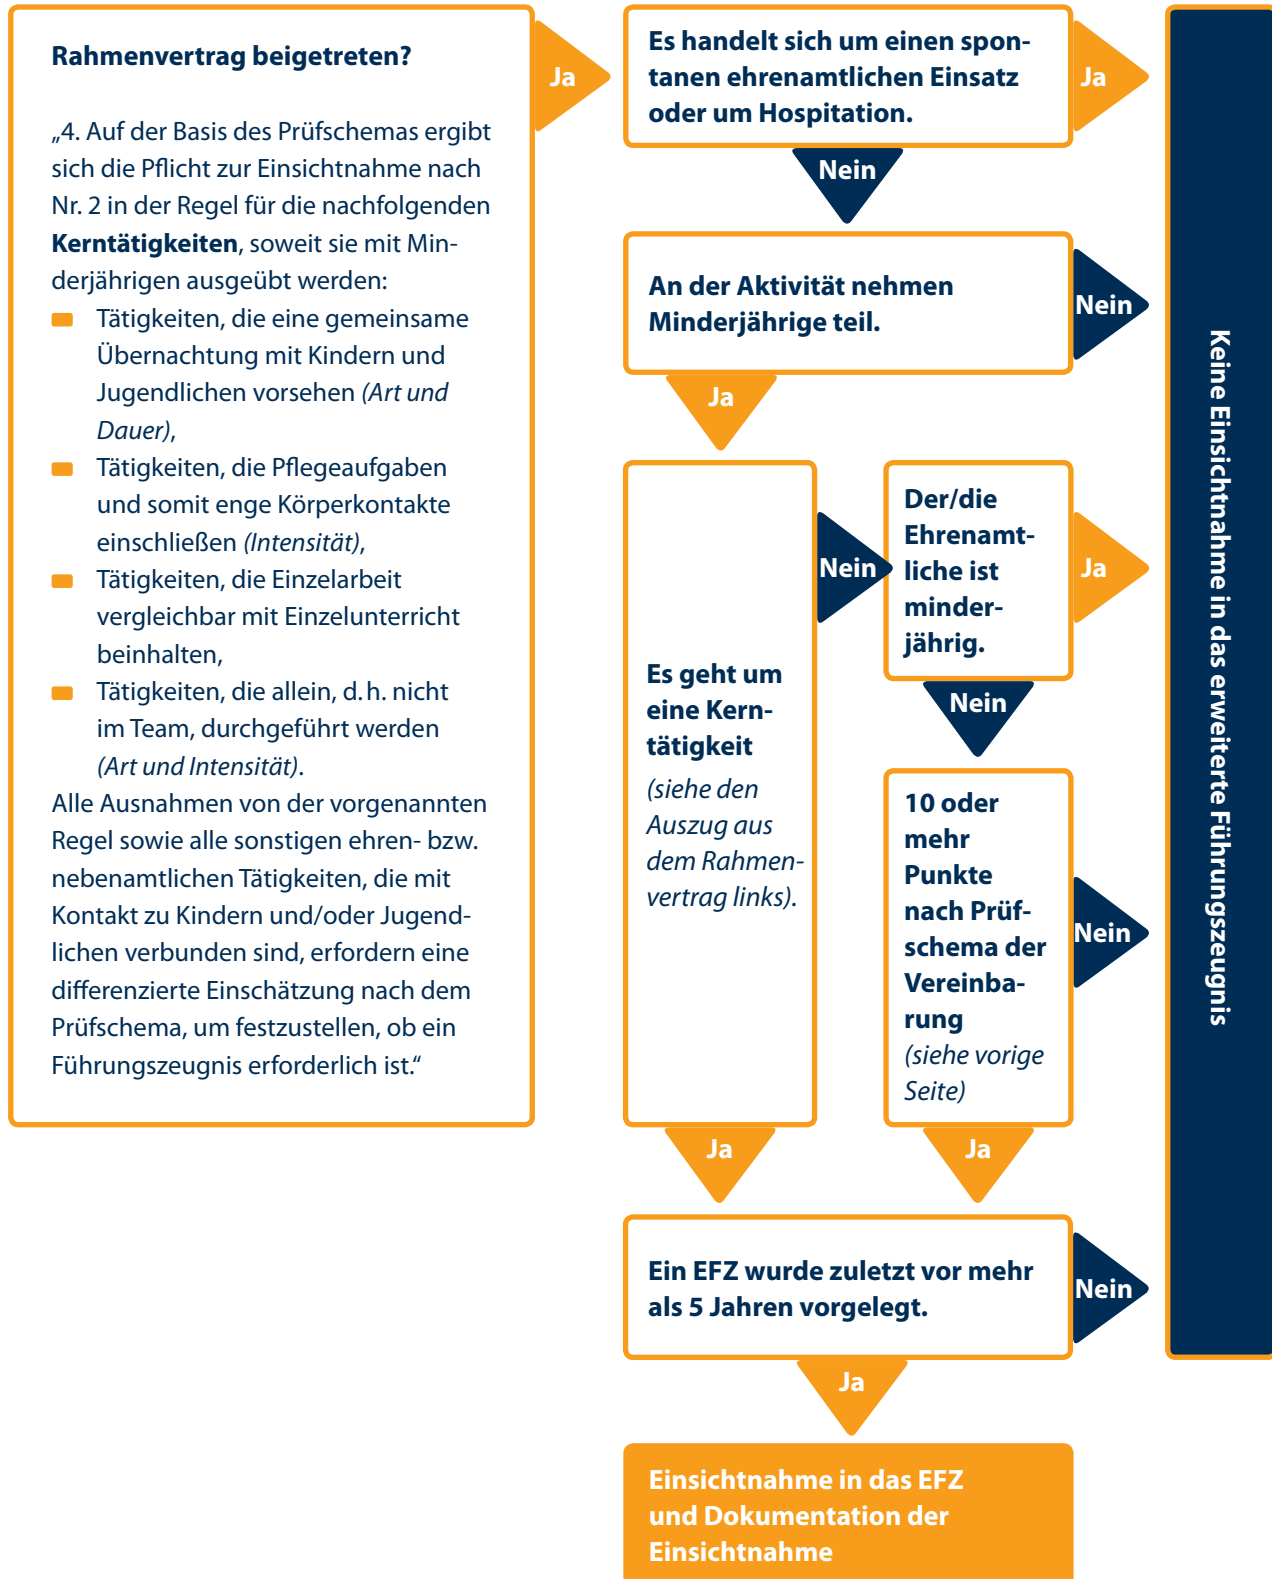 Rahmenvertrag beigetreten?
„4. Auf der Basis des Prüfschemas ergibt
sich die Pflicht zur Einsichtnahme nach
Nr. 2 in der Regel für die nachfolgenden
Kerntätigkeiten, soweit sie mit Min-
derjährigen ausgeübt werden:
Tätigkeiten, die eine gemeinsame
Übernachtung mit Kindern und
Jugendlichen vorsehen (Art und
Dauer),
Tätigkeiten, die Pflegeaufgaben
und somit enge Körperkontakte
einschließen (Intensität),
Tätigkeiten, die Einzelarbeit
vergleichbar mit Einzelunterricht
beinhalten,
Tätigkeiten, die allein, d. h. nicht
im Team, durchgeführt werden
(Art und Intensität).
Alle Ausnahmen von der vorgenannten
Regel sowie alle sonstigen ehren- bzw.
nebenamtlichen Tätigkeiten, die mit
Kontakt zu Kindern und/oder Jugend-
lichen verbunden sind, erfordern eine
differenzierte Einschätzung nach dem
Prüfschema, um festzustellen, ob ein
Führungszeugnis erforderlich ist.“
Ja
Es handelt sich um einen spon-
tanen ehrenamtlichen Einsatz
oder um Hospitation.
Ja
Nein
An der Aktivität nehmen
Minderjährige teil.
Nein
Ja
Es geht um
eine Kern-
tätigkeit
(siehe den
Auszug aus
dem Rahmen-
vertrag links).
Nein
Der/die
Ehrenamt-
liche ist
minder-
jährig.
Ja
Nein
10 oder
mehr
Punkte
nach Prüf-
schema der
Vereinba-
rung
(siehe vorige
Seite)
Nein
Ja
Ja
Ein EFZ wurde zuletzt vor mehr
als 5 Jahren vorgelegt.
Nein
Ja
Einsichtnahme in das EFZ
und Dokumentation der
Einsichtnahme
Keine Einsichtnahme in das erweiterte Führungszeugnis